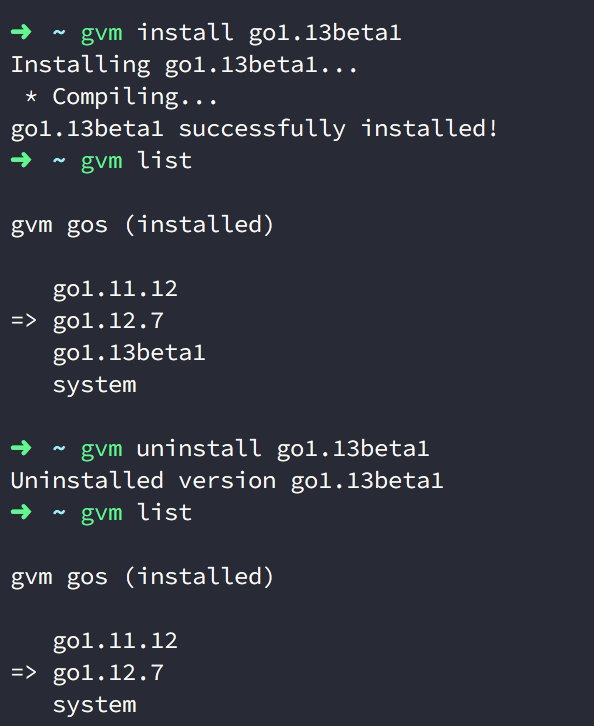 ➜ ~ gvm install go1.13beta1
Installing go1.13beta1...
 * Compiling...
go1.13beta1 successfully installed!
➜ ~ gvm list

gvm gos (installed)

   go1.11.12
=> go1.12.7
   go1.13beta1
   system

➜ ~ gvm uninstall go1.13beta1
Uninstalled version go1.13beta1
➜ ~ gvm list

gvm gos (installed)

   go1.11.12
=> go1.12.7
   system